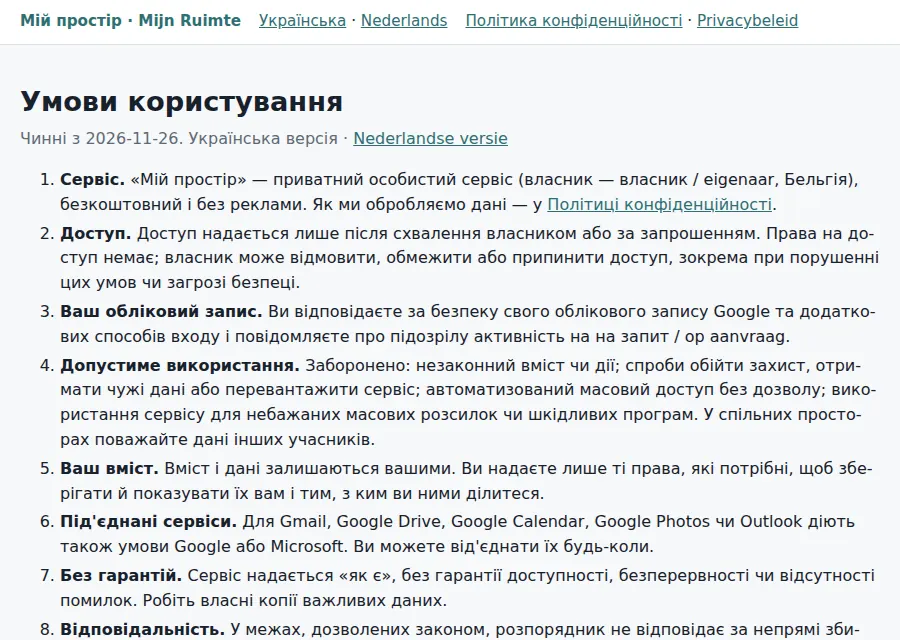 Мій простір · Mijn Ruimte Українська · Nederlands Політика конфіденційності · Privacybeleid
Умови користування
Чинні з 2026-11-26. Українська версія · Nederlandse versie
1. Сервіс. «Мій простір» — приватний особистий сервіс (власник — власник / eigenaar, Бельгія),
безкоштовний і без реклами. Як ми обробляємо дані — у Політиці конфіденційності.
2. Доступ. Доступ надається лише після схвалення власником або за запрошенням. Права на до-
ступ немає; власник може відмовити, обмежити або припинити доступ, зокрема при порушенні
цих умов чи загрозі безпеці.
3. Ваш обліковий запис. Ви відповідаєте за безпеку свого облікового запису Google та додатко-
вих способів входу і повідомляєте про підозрілу активність на на запит / op aanvraag.
4. Допустиме використання. Заборонено: незаконний вміст чи дії; спроби обійти захист, отри-
мати чужі дані або перевантажити сервіс; автоматизований масовий доступ без дозволу; вико-
ристання сервісу для небажаних масових розсилок чи шкідливих програм. У спільних просто-
рах поважайте дані інших учасників.
5. Ваш вміст. Вміст і дані залишаються вашими. Ви надаєте лише ті права, які потрібні, щоб збе-
рігати й показувати їх вам і тим, з ким ви ними ділитеся.
6. Під'єднані сервіси. Для Gmail, Google Drive, Google Calendar, Google Photos чи Outlook діють
також умови Google або Microsoft. Ви можете від'єднати їх будь-коли.
7. Без гарантій. Сервіс надається «як є», без гарантії доступності, безперервності чи відсутності
помилок. Робіть власні копії важливих даних.
8. Відповідальність. У межах, дозволених законом, розпорядник не відповідає за непрямі зби-